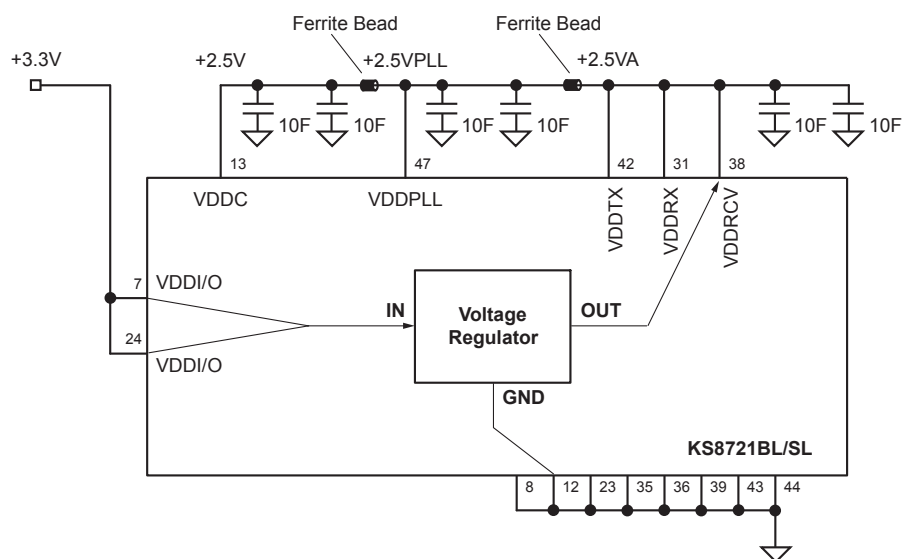 Ferrite Bead
Ferrite Bead
+3.3V
+2.5V
+2.5VPLL
+2.5VA
10F
10F
10F
10F
10F
10F
13
47
42
31
38
VDDC
VDDPLL
VDDTX
VDDRX
VDDRCV
7
VDDI/O
24
VDDI/O
IN
Voltage
Regulator
OUT
GND
KS8721BL/SL
8
12
23
35
36
39
43
44